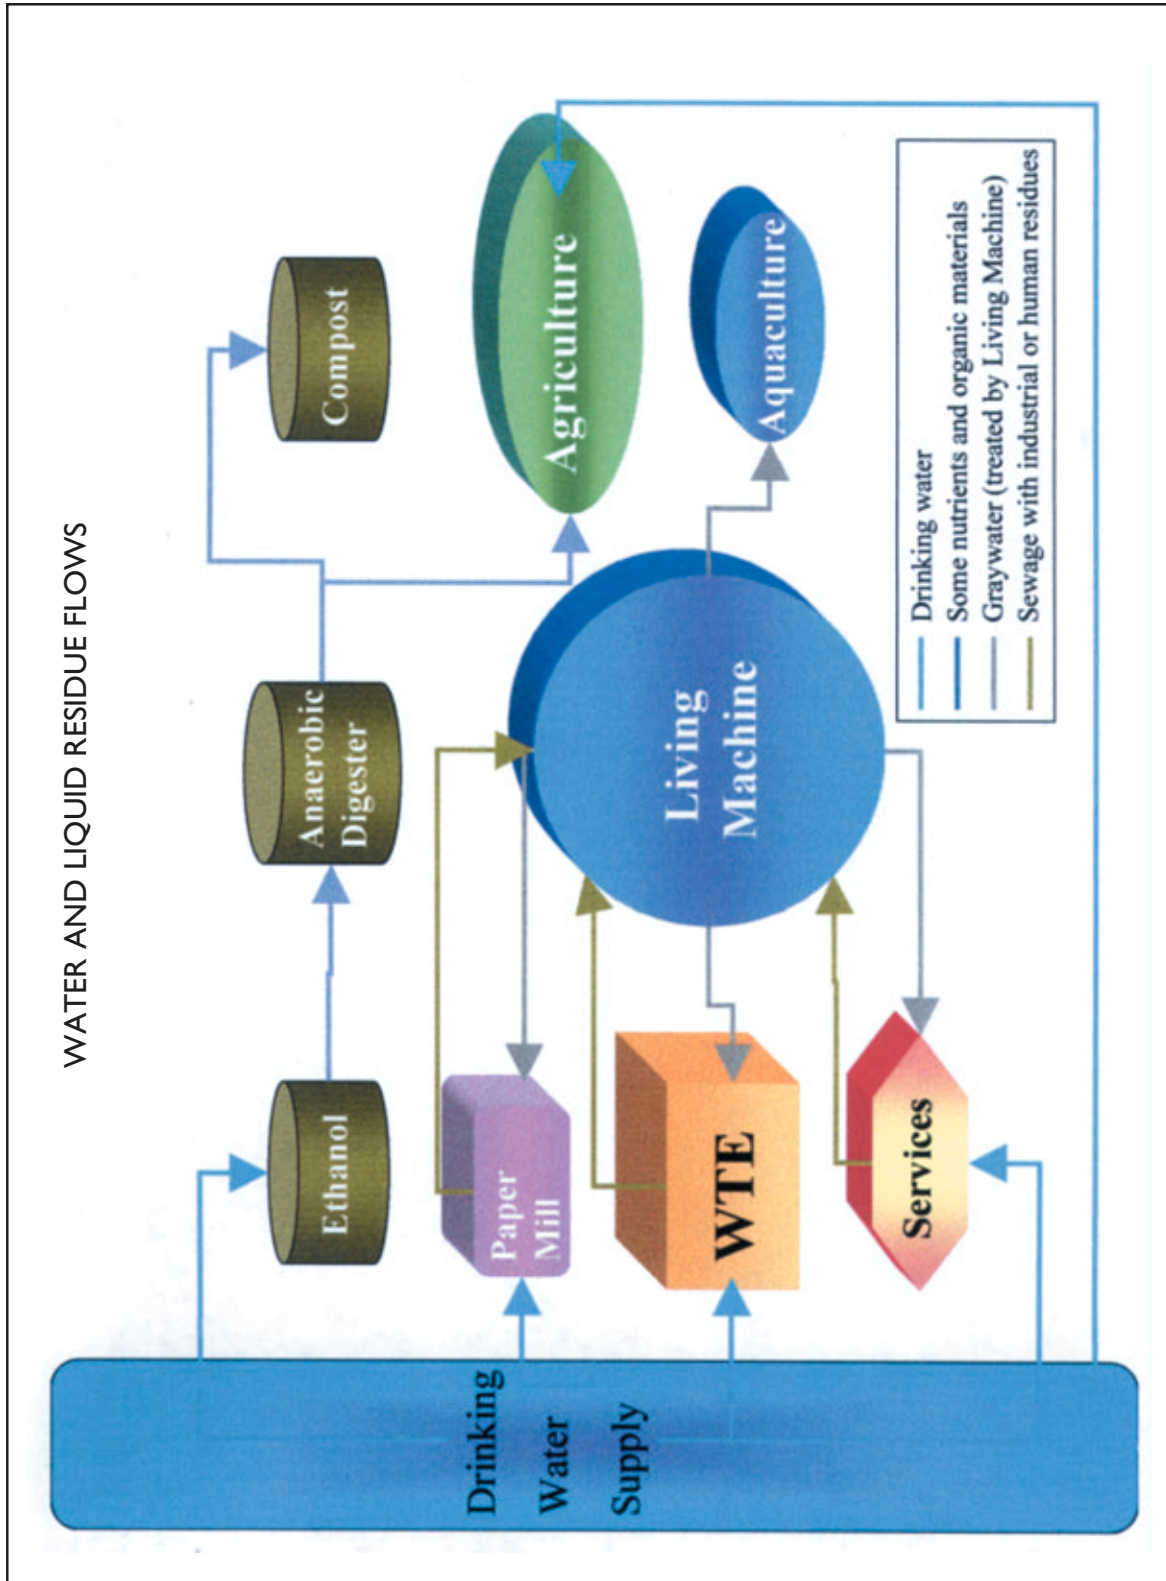 WATER AND LIQUID RESIDUE FLOWS
Drinking
Water
Supply
Ethanol
Anaerobic
Digester
Compost
Paper
Mill
Agriculture
WTE
Living
Machine
Aquaculture
Services
Drinking water
Some nutrients and organic materials
Graywater (treated by Living Machine)
Sewage with industrial or human residues